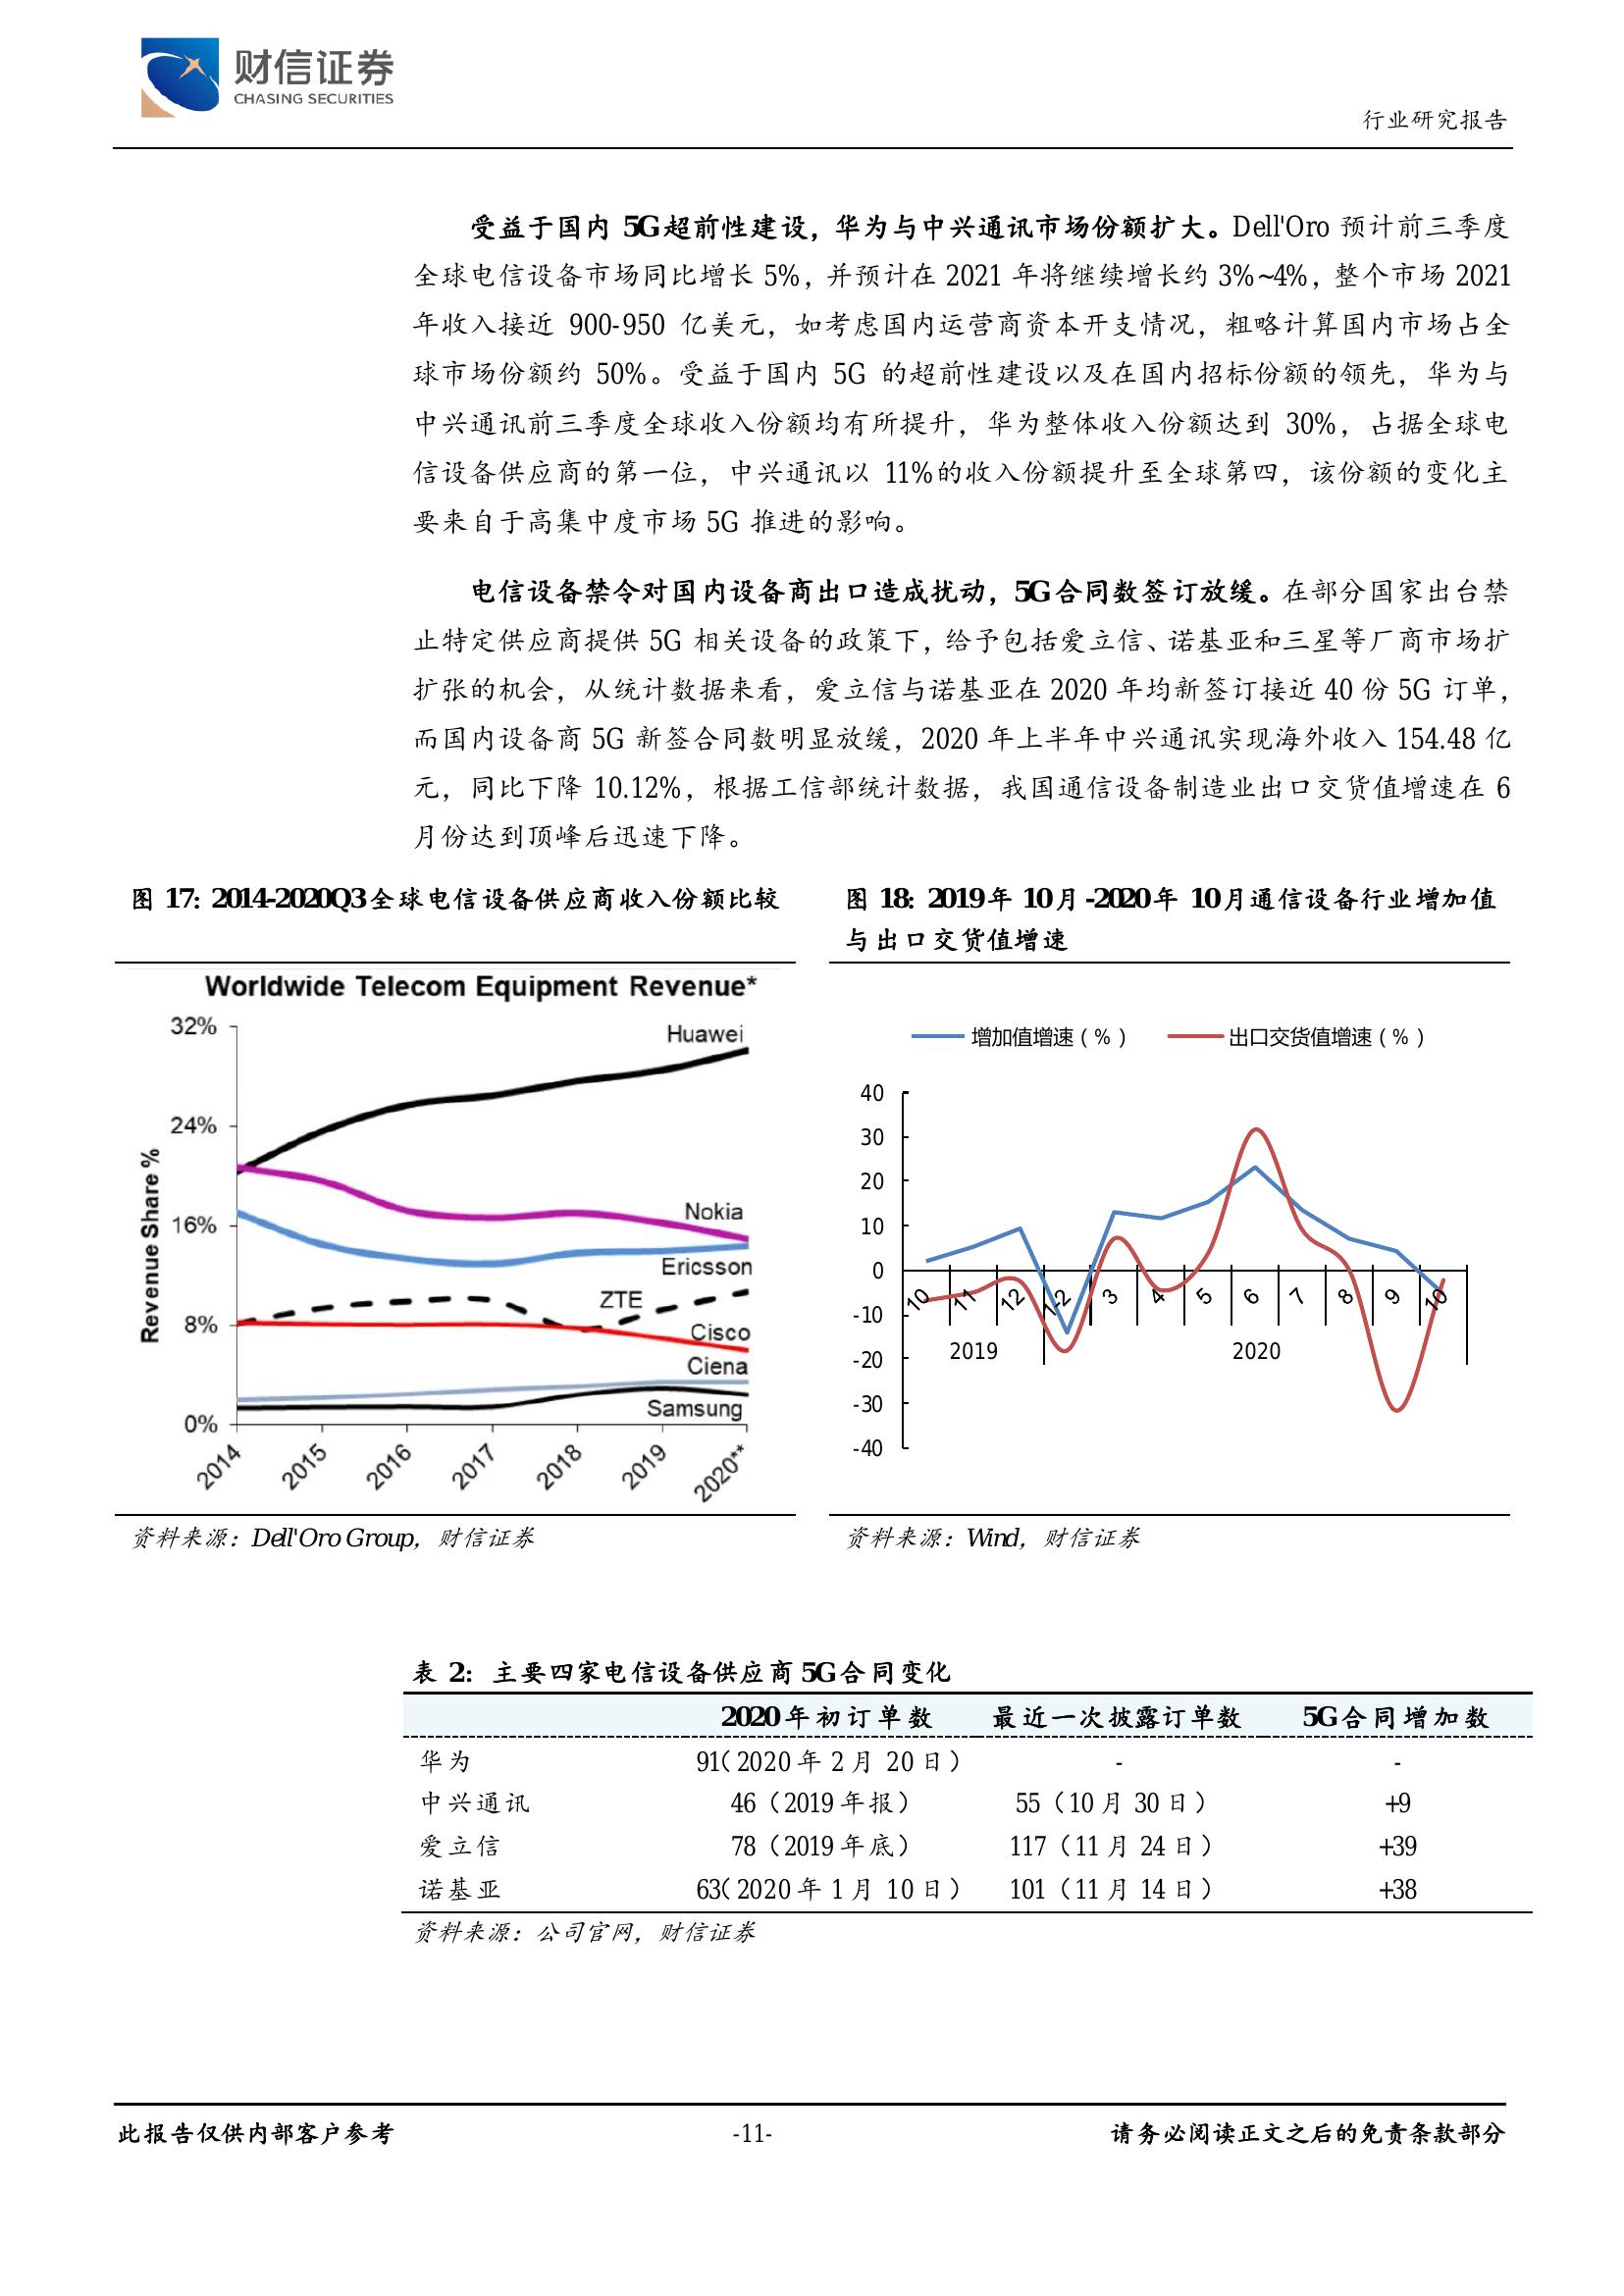 财信证券
CHASING SECURITIES
行业研究报告
受益于国内 5G超前性建设，华为与中兴通讯市场份额扩大。Dell'Oro 预计前三季度
全球电信设备市场同比增长 5%，并预计在 2021 年将继续增长约 3%~4%，整个市场 2021
年收入接近 900-950 亿美元，如考虑国内运营商资本开支情况，粗略计算国内市场占全
球市场份额约 50%。受益于国内 5G 的超前性建设以及在国内招标份额的领先，华为与
中兴通讯前三季度全球收入份额均有所提升，华为整体收入份额达到 30%，占据全球电
信设备供应商的第一位，中兴通讯以 11%的收入份额提升至全球第四，该份额的变化主
要来自于高集中度市场 5G 推进的影响。
电信设备禁令对国内设备商出口造成扰动，5G合同数签订放缓。在部分国家出台禁
止特定供应商提供 5G 相关设备的政策下，给予包括爱立信、诺基亚和三星等厂商市场扩
扩张的机会，从统计数据来看，爱立信与诺基亚在 2020 年均新签订接近 40 份 5G 订单，
而国内设备商 5G 新签合同数明显放缓，2020 年上半年中兴通讯实现海外收入 154.48 亿
元，同比下降 10.12%，根据工信部统计数据，我国通信设备制造业出口交货值增速在 6
月份达到顶峰后迅速下降。
图 17：2014-2020Q3全球电信设备供应商收入份额比较
Worldwide Telecom Equipment Revenue*
Revenue Share %
32%
24%
16%
8%
0%
Huawei
Nokia
Ericsson
ZTE
Cisco
Ciena
Samsung
2014 2015 2016 2017 2018 2019 2020**
资料来源：Dell'Oro Group，财信证券
图 18：2019年 10月-2020年 10月通信设备行业增加值
与出口交货值增速
增加值增速（%） 出口交货值增速（%）
40
30
20
10
0
-10
-20
-30
-40
10 11 12 1-2 3 4 5 6 7 8 9 10
2019 2020
资料来源：Wind，财信证券
表 2：主要四家电信设备供应商5G合同变化
2020年初订单数 最近一次披露订单数 5G合同增加数
华为 91（2020 年 2 月 20 日） - -
中兴通讯 46（2019 年报） 55（10 月 30 日） +9
爱立信 78（2019 年底） 117（11 月 24 日） +39
诺基亚 63（2020 年 1 月 10 日） 101（11 月 14 日） +38
资料来源：公司官网，财信证券
此报告仅供内部客户参考 -11- 请务必阅读正文之后的免责条款部分